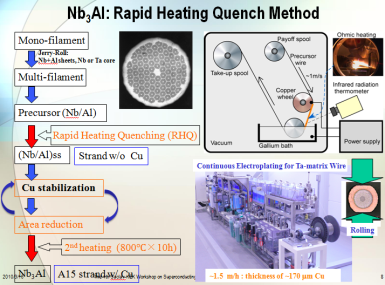 Nb3Al: Rapid Heating Quench Method
Mono-filament
Jerry-Roll:
Nb+Al sheets, Nb or Ta core
Multi-filament
Precursor (Nb/Al)
Rapid Heating Quenching (RHQ)
(Nb/Al)ss
Strand w/o Cu
Cu stabilization
Area reduction
2nd heating (800℃×10h)
Nb3Al
A15 strand w/ Cu
Workshop on Superconducting
Payoff spool
Ohmic heating
Precursor
wire
Take-up spool
~1m/s
Copper
wheel
Infrared radiation
thermometer
Vacuum
Gallium bath
Power supply
Continuous Electroplating for Ta-matrix Wire
Rolling
~1.5 m/h : thickness of ~170 μm Cu
8